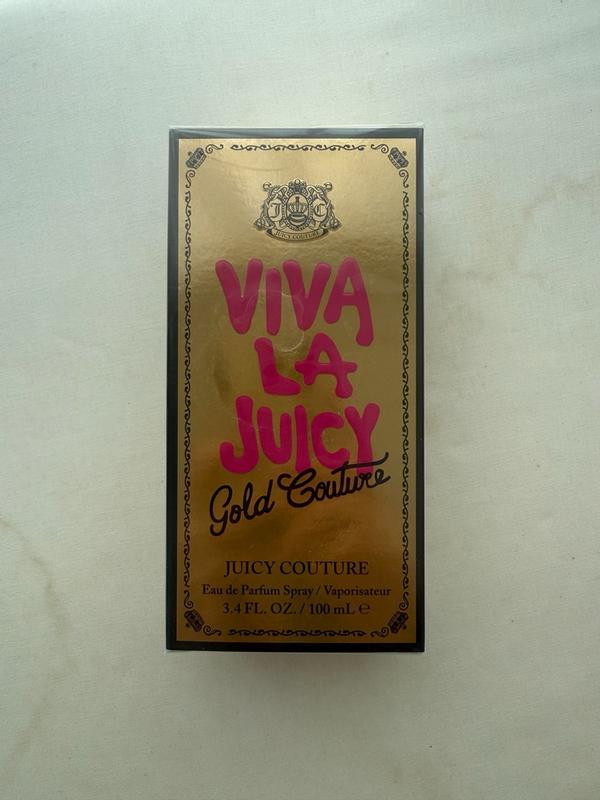 J C
JUICY COUTURE
VIVA
LA
JUICY
Gold Couture
JUICY COUTURE
Eau de Parfum Spray / Vaporisateur
3.4 FL. OZ. / 100 mL ℮